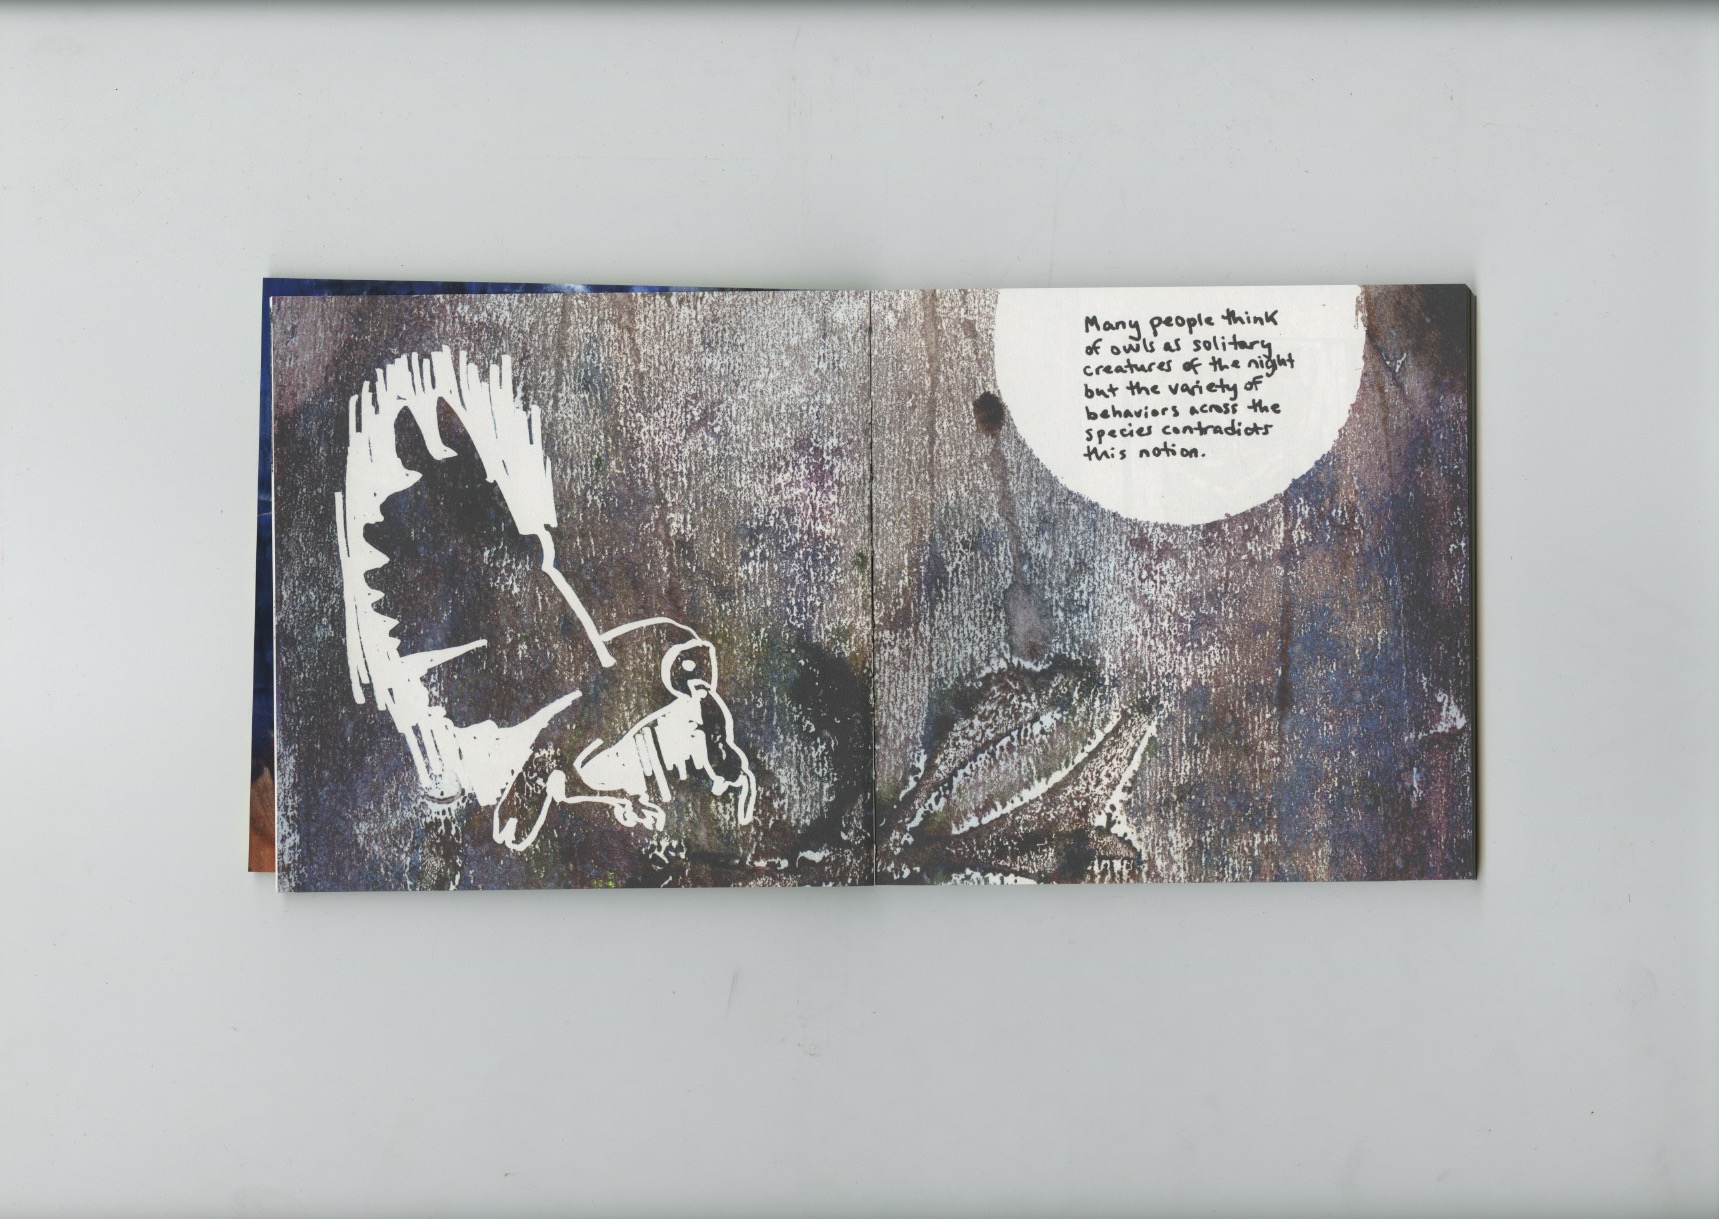 Many people think
of owls as solitary
creatures of the night
but the variety of
behaviors across the
species contradicts
this notion.